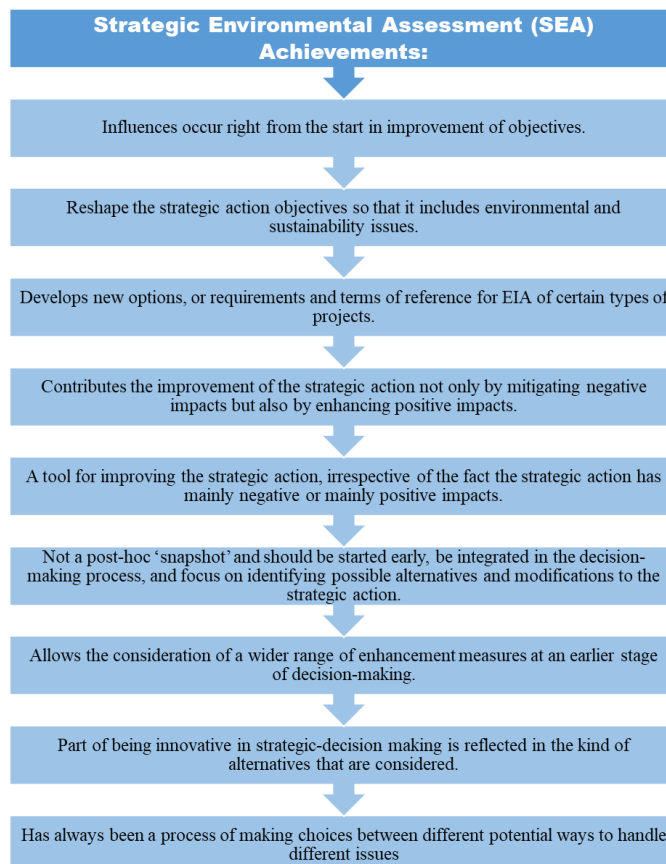 Strategic Environmental Assessment (SEA)
Achievements:
Influences occur right from the start in improvement of objectives.
Reshape the strategic action objectives so that it includes environmental and
sustainability issues.
Develops new options, or requirements and terms of reference for EIA of certain types of
projects.
Contributes the improvement of the strategic action not only by mitigating negative
impacts but also by enhancing positive impacts.
A tool for improving the strategic action, irrespective of the fact the strategic action has
mainly negative or mainly positive impacts.
Not a post-hoc ‘snapshot’ and should be started early, be integrated in the decision-
making process, and focus on identifying possible alternatives and modifications to the
strategic action.
Allows the consideration of a wider range of enhancement measures at an earlier stage
of decision-making.
Part of being innovative in strategic-decision making is reflected in the kind of
alternatives that are considered.
Has always been a process of making choices between different potential ways to handle
different issues